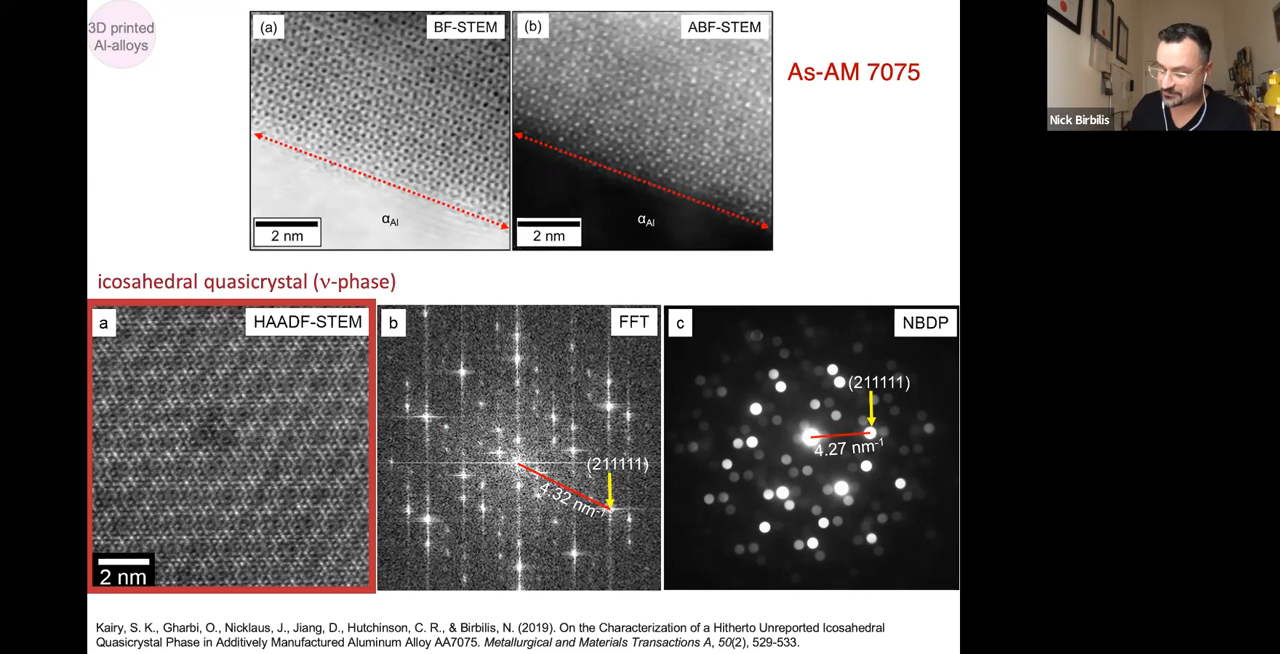 3D printed
Al-alloys
(a)
BF-STEM
(b)
ABF-STEM
As-AM 7075
Nick Birbilis
αAl
αAl
2 nm
2 nm
icosahedral quasicrystal (ν-phase)
a
HAADF-STEM
b
FFT
c
NBDP
(211111)
4.27 nm⁻¹
(211111)
4.32 nm⁻¹
2 nm
Kairy, S. K., Gharbi, O., Nicklaus, J., Jiang, D., Hutchinson, C. R., & Birbilis, N. (2019). On the Characterization of a Hitherto Unreported Icosahedral
Quasicrystal Phase in Additively Manufactured Aluminum Alloy AA7075. Metallurgical and Materials Transactions A, 50(2), 529-533.